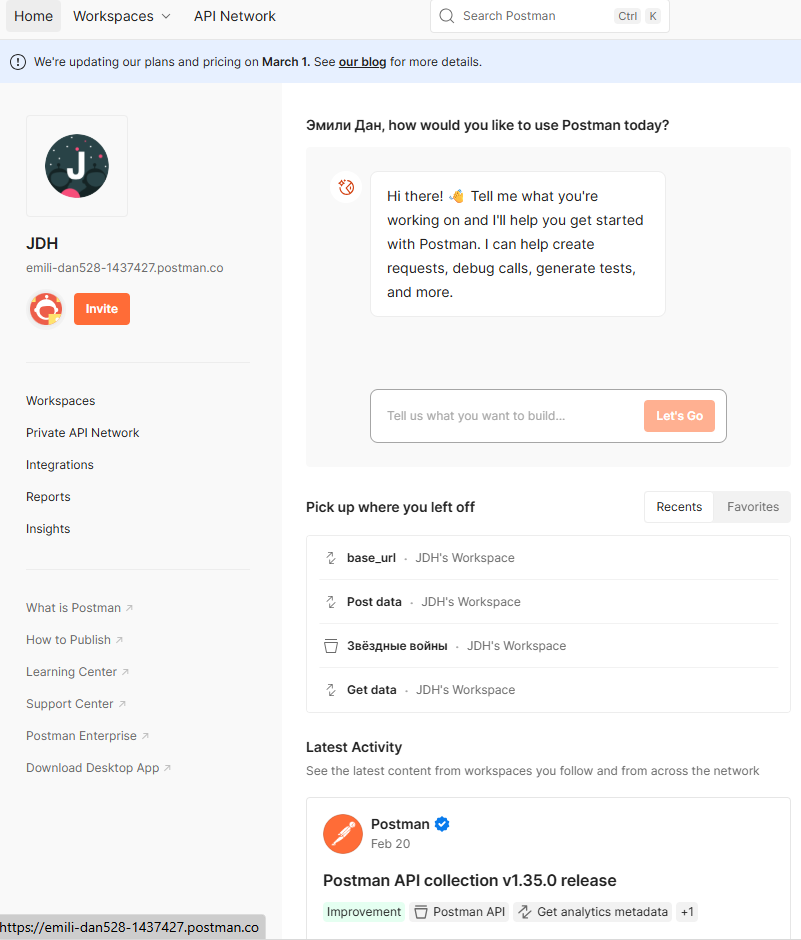 Home Workspaces API Network Search Postman Ctrl K
We're updating our plans and pricing on March 1. See our blog for more details.
J
JDH
emili-dan528-1437427.postman.co
Invite
Workspaces
Private API Network
Integrations
Reports
Insights
What is Postman
How to Publish
Learning Center
Support Center
Postman Enterprise
Download Desktop App
Эмили Дан, how would you like to use Postman today?
Hi there! 👋 Tell me what you're
working on and I'll help you get started
with Postman. I can help create
requests, debug calls, generate tests,
and more.
Tell us what you want to build... Let's Go
Pick up where you left off Recents Favorites
base_url · JDH's Workspace
Post data · JDH's Workspace
Звёздные войны · JDH's Workspace
Get data · JDH's Workspace
Latest Activity
See the latest content from workspaces you follow and from across the network
Postman
Feb 20
Postman API collection v1.35.0 release
Improvement Postman API Get analytics metadata +1
https://emili-dan528-1437427.postman.co